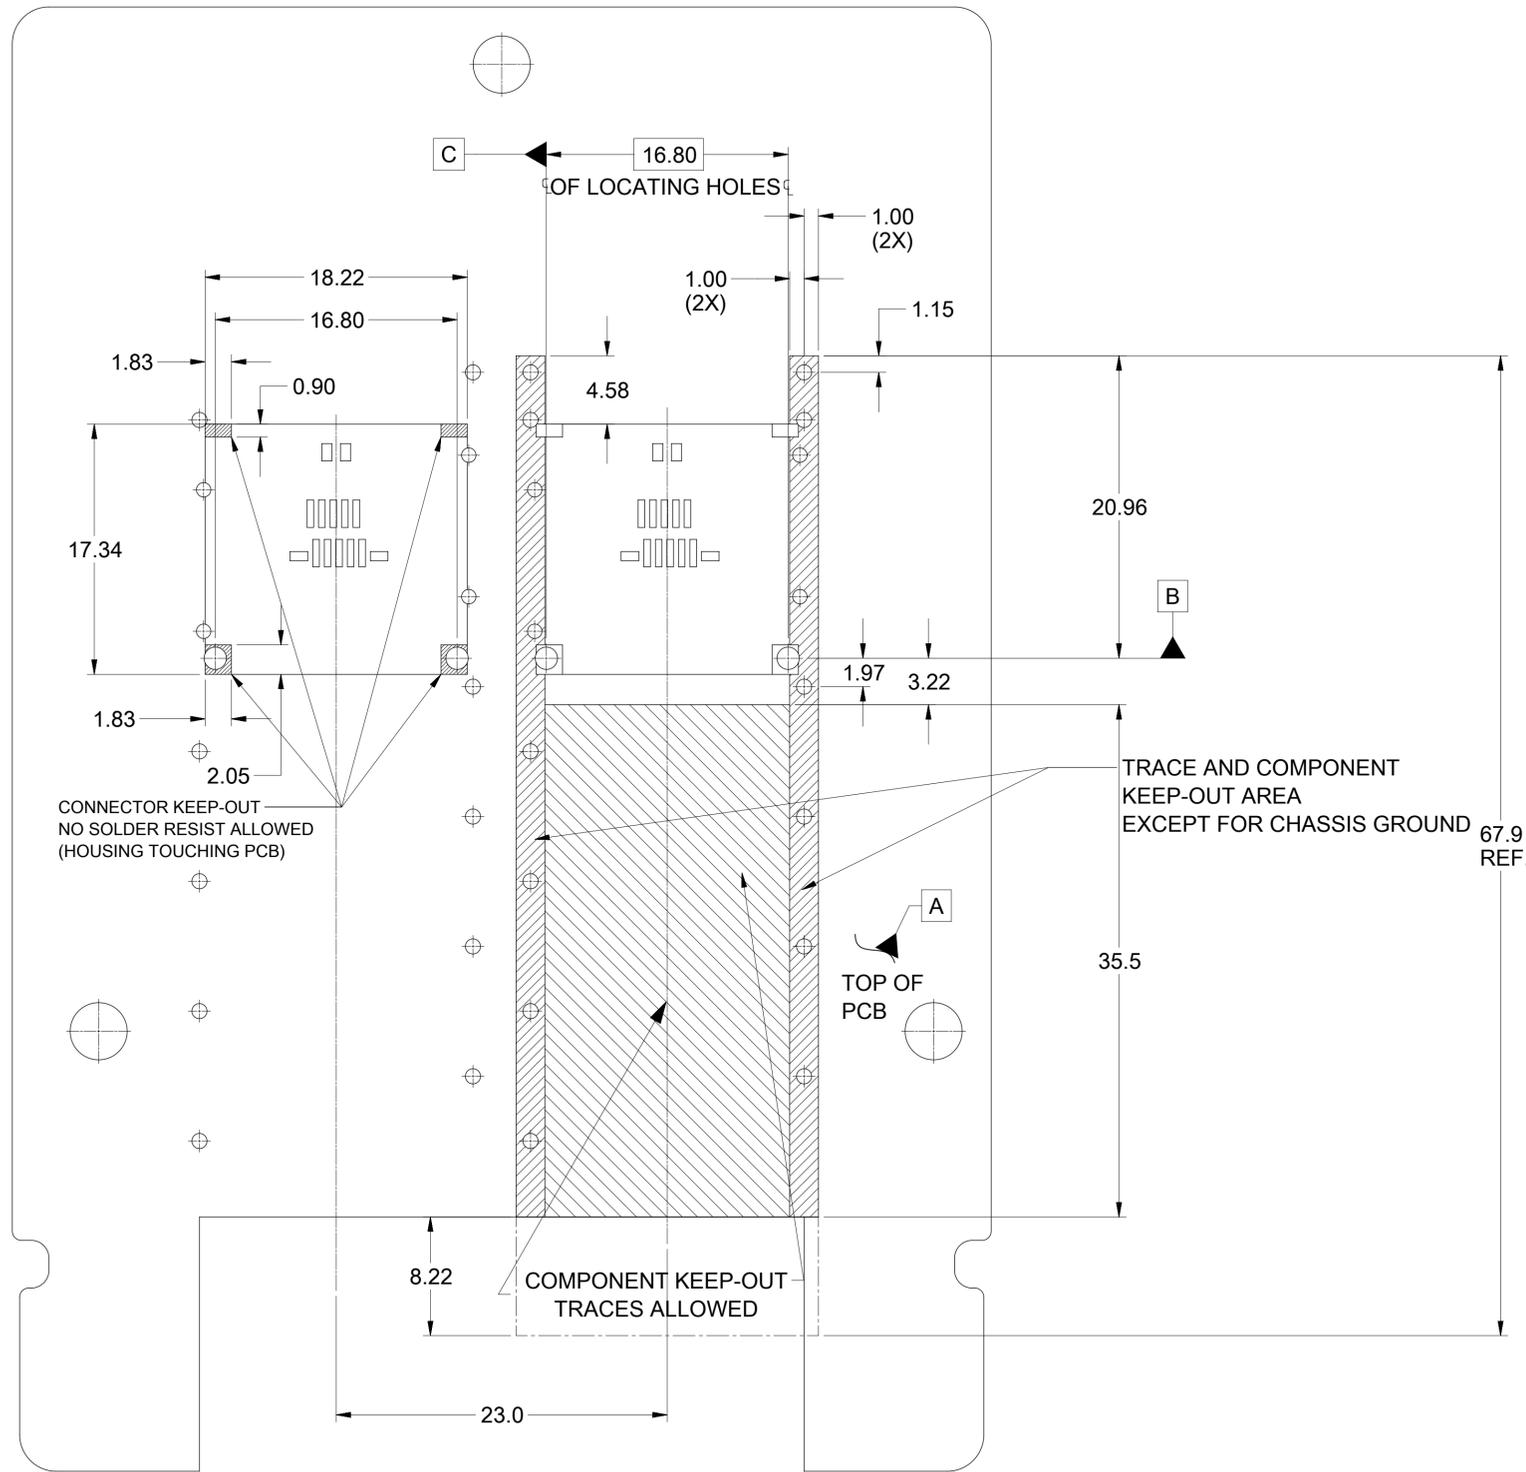 C
16.80
℄OF LOCATING HOLES℄
1.00
(2X)
18.22
1.00
(2X)
16.80
1.15
1.83
0.90
4.58
17.34
20.96
B
1.97
3.22
1.83
2.05
TRACE AND COMPONENT
KEEP-OUT AREA
EXCEPT FOR CHASSIS GROUND
CONNECTOR KEEP-OUT
NO SOLDER RESIST ALLOWED
(HOUSING TOUCHING PCB)
67.9
REF
A
TOP OF
PCB
35.5
8.22
COMPONENT KEEP-OUT
TRACES ALLOWED
23.0